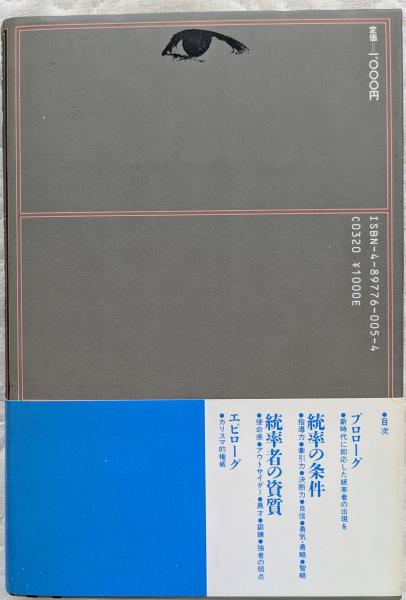 定価—1,000円
ISBN-4-89776-005-4
C0320 ¥1000E
●目次
プロローグ
●新時代に即応した統率者の出現を
統率の条件
●指導力●牽引力●決断力●自信●勇気・勇略●智略
統率者の資質
●使命感●アウトサイダー●異才●鍛錬●強者の弱点
エピローグ
●カリスマ的権威